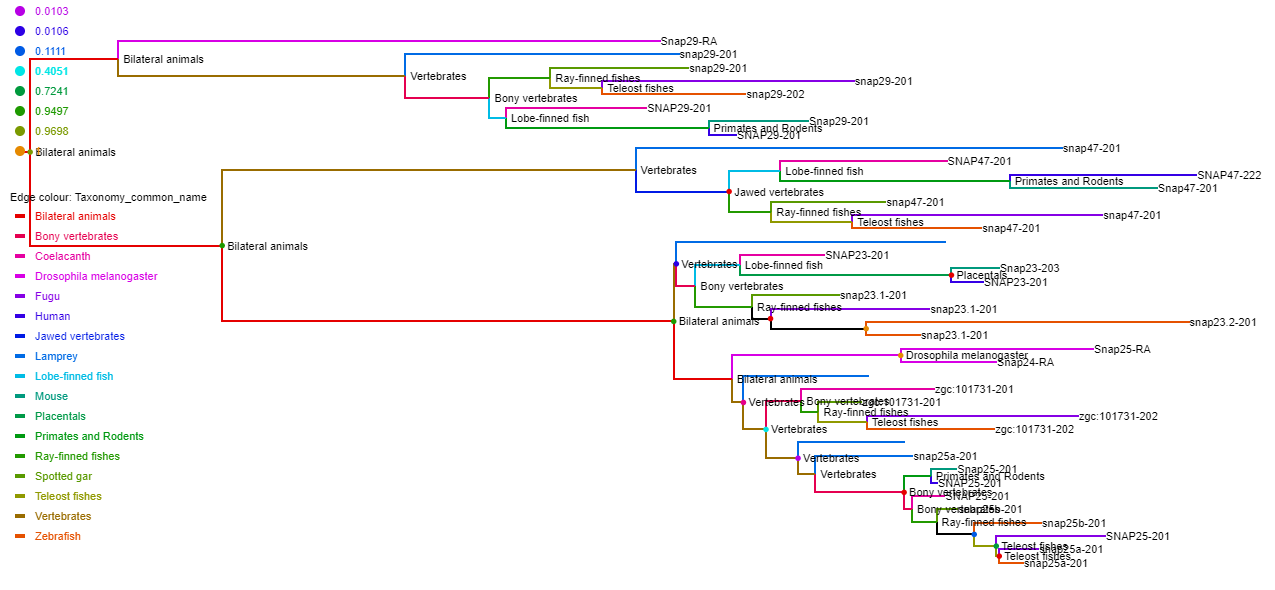 0.0103
0.0106
0.1111
0.4051
0.7241
0.9497
0.9698
Bilateral animals
Edge colour: Taxonomy_common_name
Bilateral animals
Bony vertebrates
Coelacanth
Drosophila melanogaster
Fugu
Human
Jawed vertebrates
Lamprey
Lobe-finned fish
Mouse
Placentals
Primates and Rodents
Ray-finned fishes
Spotted gar
Teleost fishes
Vertebrates
Zebrafish
Snap29-RA
Bilateral animals
snap29-201
Vertebrates
snap29-201
Ray-finned fishes
snap29-201
Teleost fishes
snap29-202
Bony vertebrates
SNAP29-201
Lobe-finned fish
Snap29-201
Primates and Rodents
SNAP29-201
snap47-201
Vertebrates
SNAP47-201
Lobe-finned fish
SNAP47-222
Primates and Rodents
Snap47-201
Jawed vertebrates
snap47-201
Ray-finned fishes
snap47-201
Teleost fishes
snap47-201
Bilateral animals
SNAP23-201
Vertebrates
Lobe-finned fish
Snap23-203
Placentals
SNAP23-201
Bony vertebrates
snap23.1-201
Ray-finned fishes
snap23.1-201
Bilateral animals
snap23.2-201
snap23.1-201
Snap25-RA
Drosophila melanogaster
Snap24-RA
Bilateral animals
zgc:101731-201
Vertebrates
Bony vertebrates
zgc:101731-201
Ray-finned fishes
zgc:101731-202
Teleost fishes
zgc:101731-202
Vertebrates
snap25a-201
Vertebrates
Snap25-201
Vertebrates
Primates and Rodents
SNAP25-201
Bony vertebrates
SNAP25-201
Bony vertebrates
snap25b-201
Ray-finned fishes
snap25b-201
SNAP25-201
Teleost fishes
snap25a-201
Teleost fishes
snap25a-201